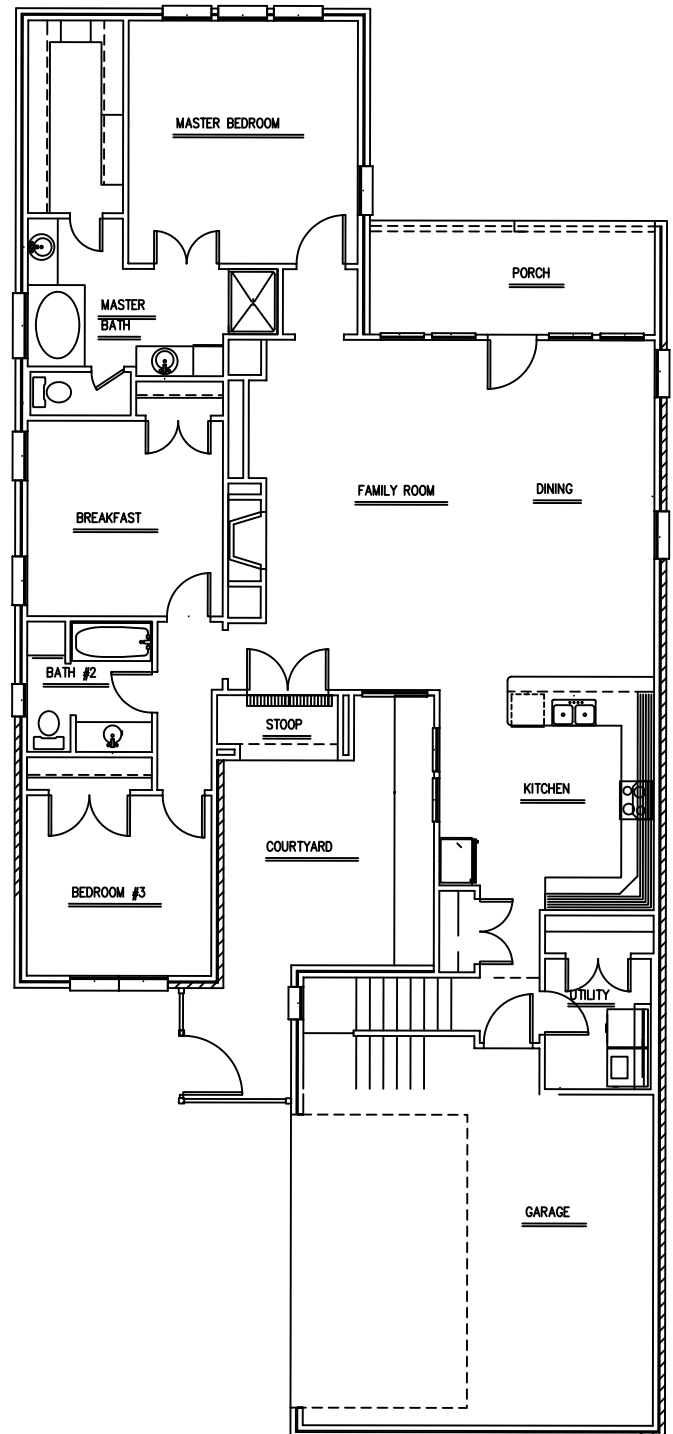 MASTER BEDROOM
PORCH
MASTER
BATH
FAMILY ROOM
DINING
BREAKFAST
BATH #2
STOOP
KITCHEN
COURTYARD
BEDROOM #3
UTILITY
GARAGE